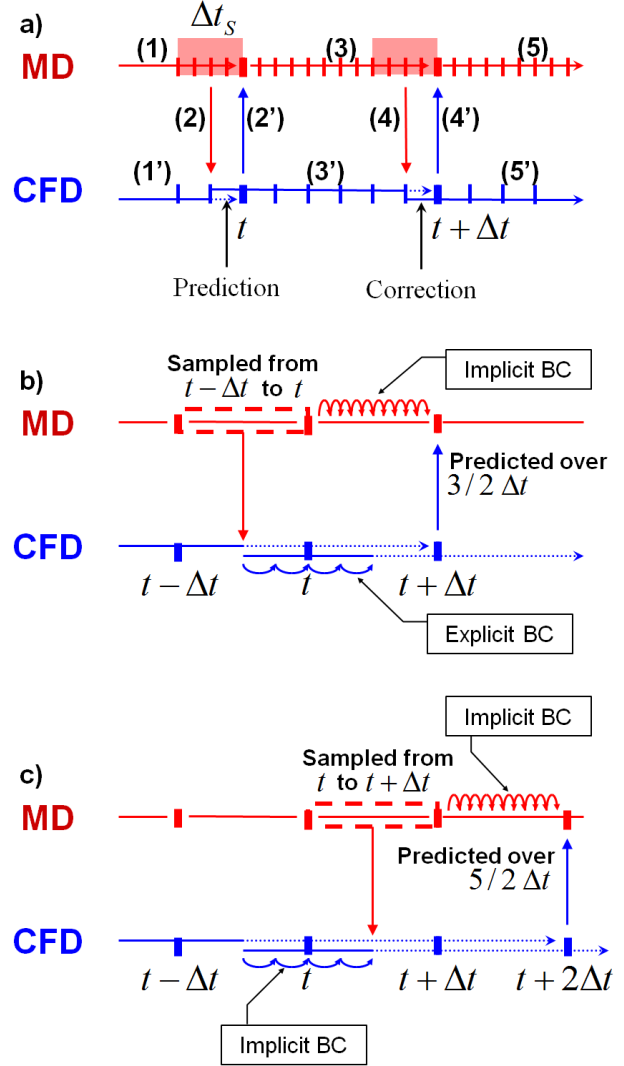 a)
Δt_S
(1) (3) (5)
MD
(2) (2') (4) (4')
(1') (3') (5')
CFD
t t + Δt
Prediction Correction
b)
Implicit BC
Sampled from
t − Δt to t
MD
Predicted over
3/2 Δt
CFD
t − Δt t t + Δt
Explicit BC
Implicit BC
c)
Sampled from
t to t + Δt
MD
Predicted over
5/2 Δt
CFD
t − Δt t t + Δt t + 2Δt
Implicit BC